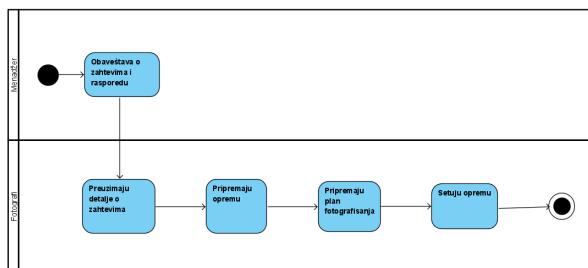 Menadžer
Obaveštava o
zahtevima i
rasporedu
Fotografi
Preuzimaju
detalje o
zahtevima
Pripremaju
opremu
Pripremaju
plan
fotografisanja
Setuju opremu